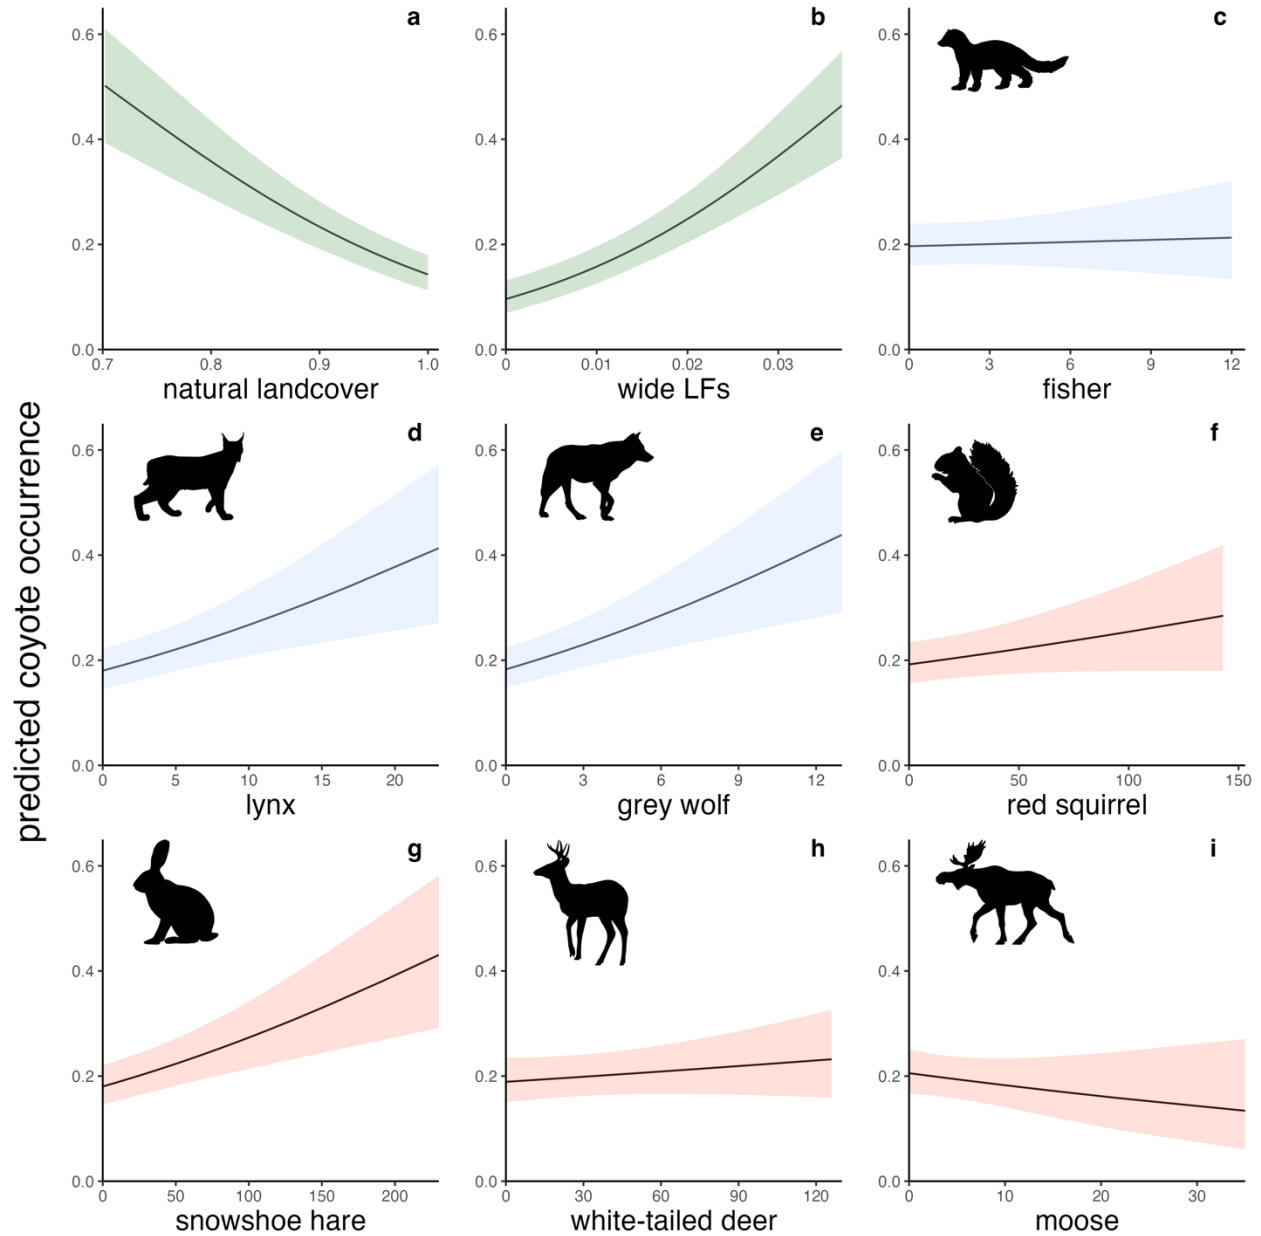 predicted coyote occurrence
a
0.6
0.4
0.2
0.0
0.7 0.8 0.9 1.0
natural landcover
b
0.6
0.4
0.2
0.0
0 0.01 0.02 0.03
wide LFs
c
0.6
0.4
0.2
0.0
0 3 6 9 12
fisher
d
0.6
0.4
0.2
0.0
0 5 10 15 20
lynx
e
0.6
0.4
0.2
0.0
0 3 6 9 12
grey wolf
f
0.6
0.4
0.2
0.0
0 50 100 150
red squirrel
g
0.6
0.4
0.2
0.0
0 50 100 150 200
snowshoe hare
h
0.6
0.4
0.2
0.0
0 30 60 90 120
white-tailed deer
i
0.6
0.4
0.2
0.0
0 10 20 30
moose